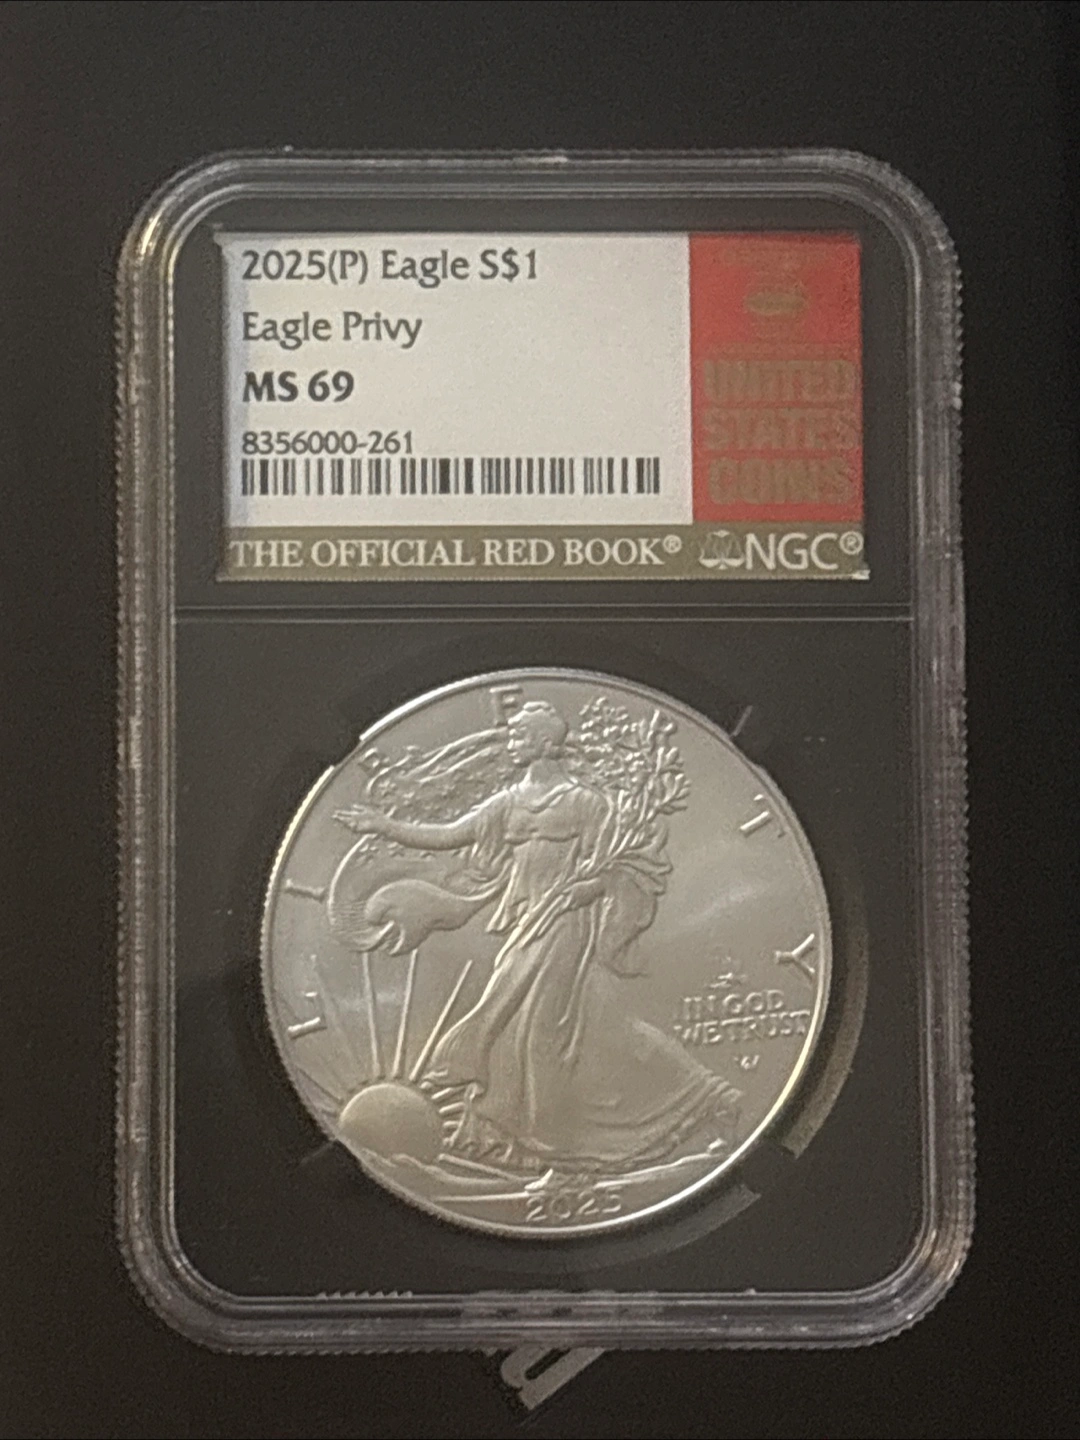 2025(P) Eagle S$1
Eagle Privy
MS 69
8356000-261
UNITED
STATES
COINS
THE OFFICIAL RED BOOK® NGC®
LIBERTY
IN GOD
WE TRUST
2025